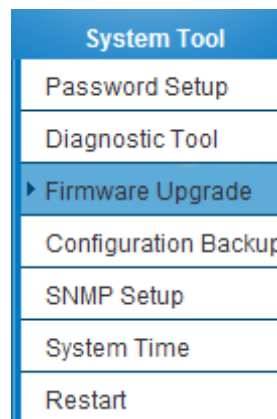 System Tool
Password Setup
Diagnostic Tool
Firmware Upgrade
Configuration Backup
SNMP Setup
System Time
Restart